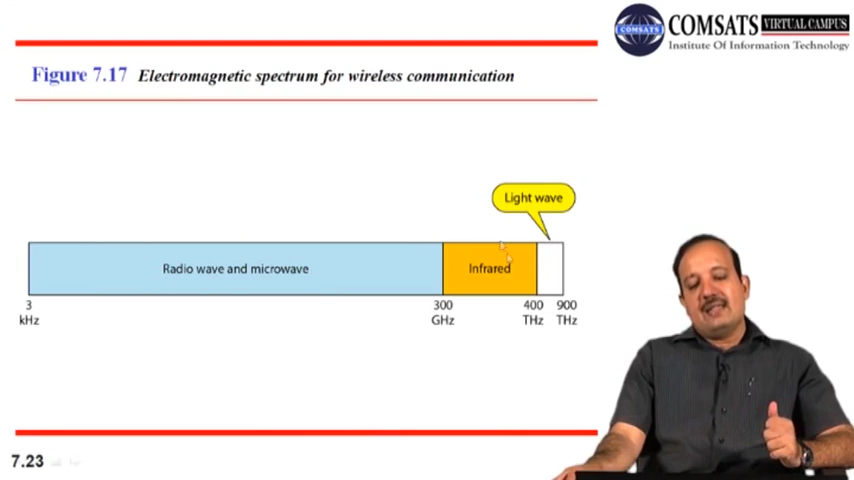 COMSATS VIRTUAL CAMPUS
COMSATS
Institute Of Information Technology
Figure 7.17 Electromagnetic spectrum for wireless communication
Light wave
Radio wave and microwave
Infrared
3 kHz
300 GHz
400 THz
900 THz
7.23